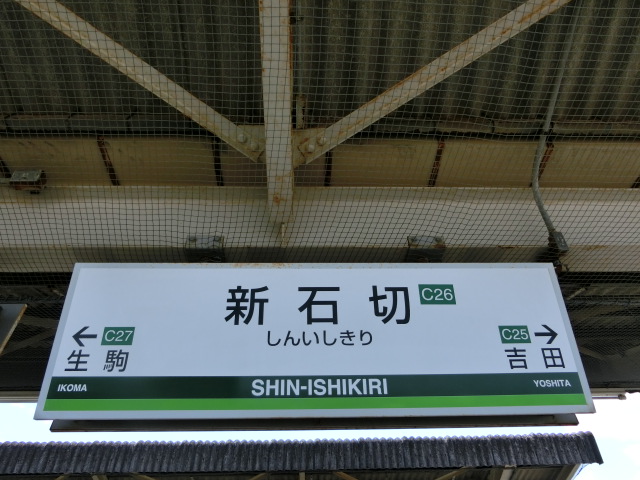 新石切 C26
しんいしきり
← C27
生駒
C25 →
吉田
IKOMA SHIN-ISHIKIRI YOSHITA